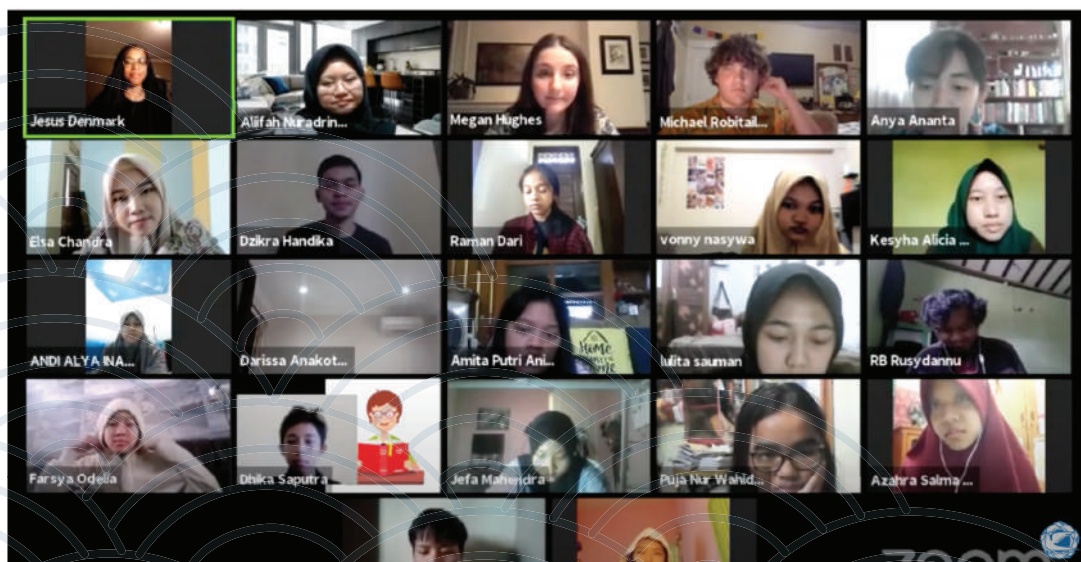 Jesus Denmark
Aliifah Nuradrin...
Megan Hughes
Michael Robitail...
Anya Ananta
Elsa Chandra
Dzikra Handika
Raman Dari
vonny nasywa
Kesyha Alicia ...
ANDI ALYA INA...
Darissa Anakot...
Amita Putri Ani...
lulita sauman
RB Rusydannu
HOME
Farsya Odelia
Dhika Saputra
Jefa Mahendra
Puja Nur Wahid...
Azahra Salma ...
zoom